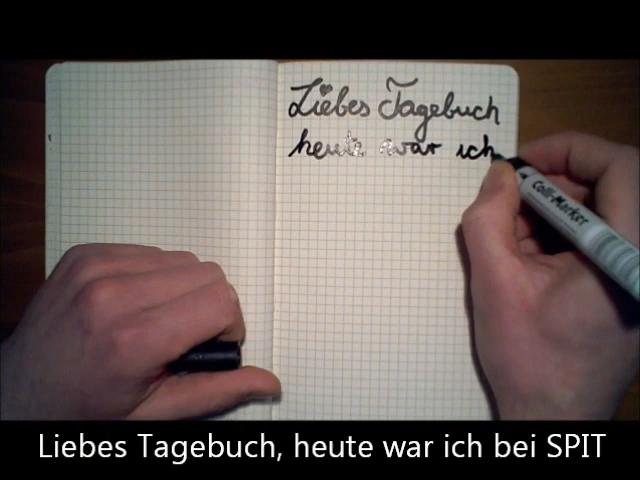 Liebes Tagebuch
heute war ich
Colli-Marker
Liebes Tagebuch, heute war ich bei SPIT